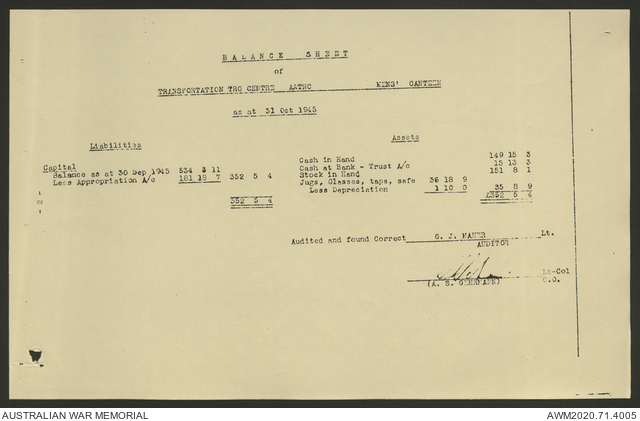 BALANCE SHEET
of
TRANSPORTATION TRG CENTRE MENS' CANTEEN
as at 31 Oct 1945
Liabilities
Assets
Capital
Balance as at 30 Sep 1945 534 3 11
Less Appropriation A/c 181 18 7 352 5 4
352 5 4
Cash in Hand 149 15 3
Cash at Bank - Trust A/c 15 13 3
Stock in Hand 151 8 1
Jugs, Glasses, taps, safe 36 18 9
Less Depreciation 1 10 0 35 8 9
£352 5 4
Audited and found Correct G. J. MAHER Lt.
AUDITOR
Lt-Col
(A. S. GEHRMANN) C.O.
AUSTRALIAN WAR MEMORIAL
AWM2020.71.4005